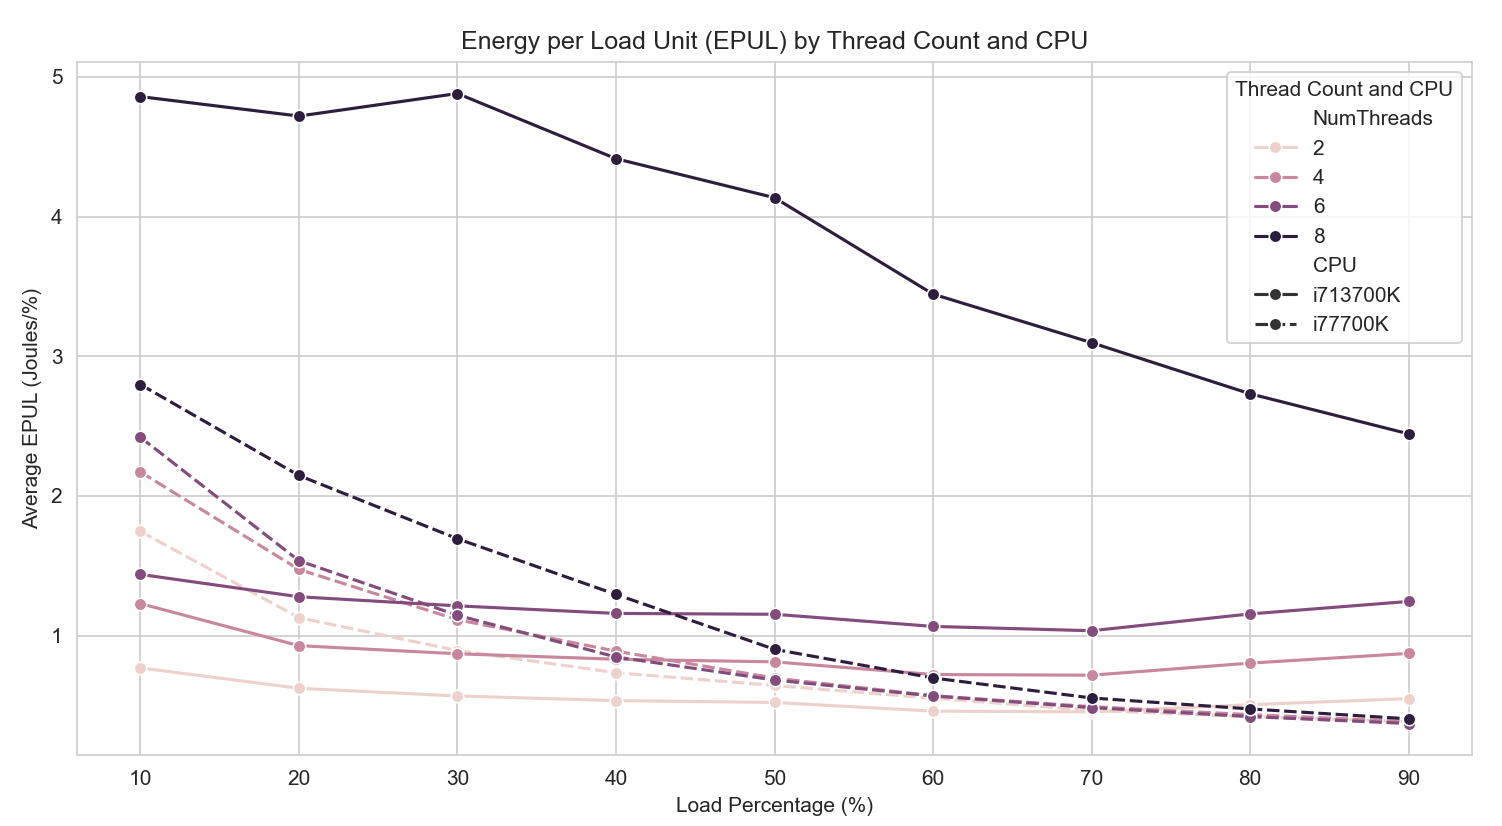 Energy per Load Unit (EPUL) by Thread Count and CPU
Average EPUL (Joules/%)
5
4
3
2
1
10 20 30 40 50 60 70 80 90
Load Percentage (%)
Thread Count and CPU
NumThreads
2
4
6
8
CPU
i713700K
i77700K